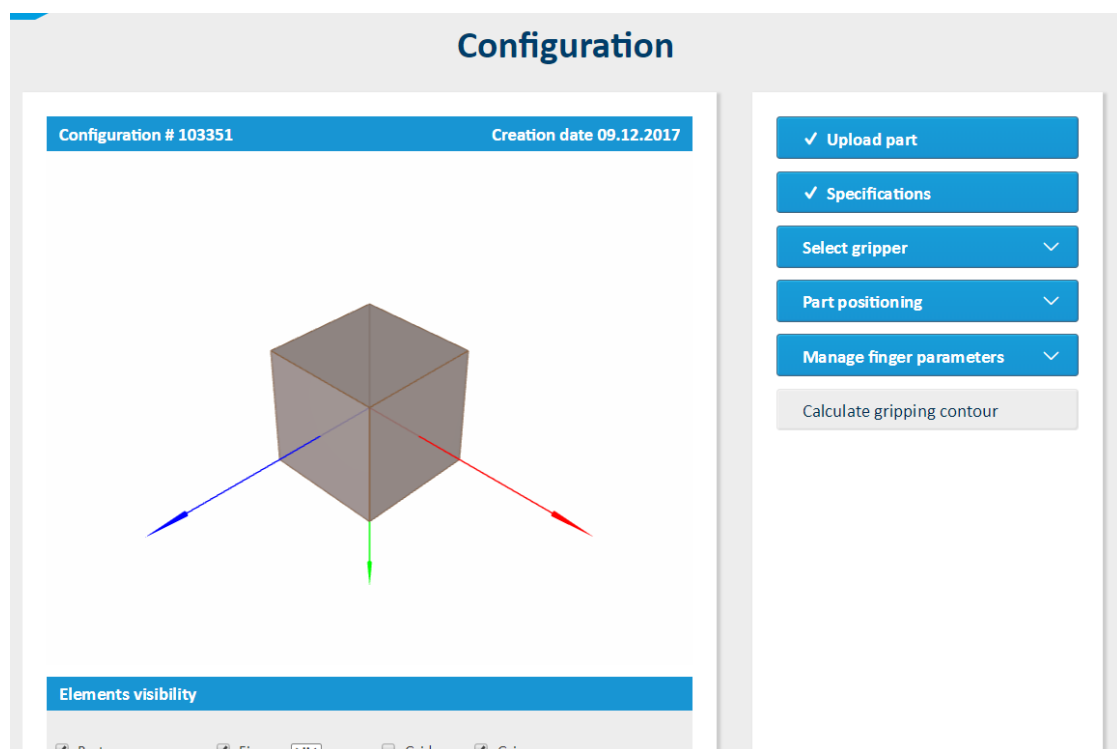 Configuration
Configuration # 103351 Creation date 09.12.2017
Elements visibility
✓ Upload part
✓ Specifications
Select gripper
Part positioning
Manage finger parameters
Calculate gripping contour